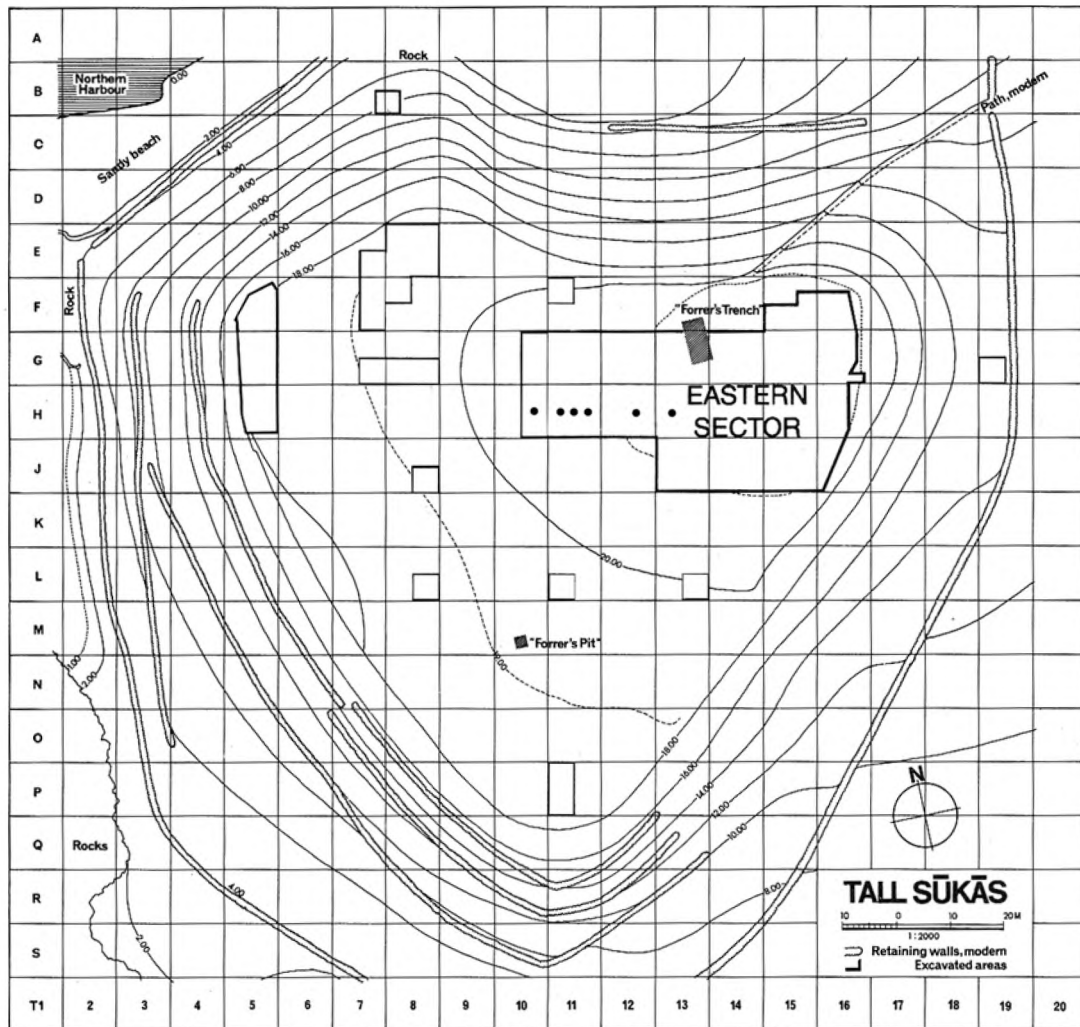 A
Rock
Northern
Harbour
0.00
B
Path, modern
C
2.00
4.00
Sandy beach
6.00
8.00
D
10.00
12.00
14.00
16.00
E
18.00
Rock
F
"Forrer's Trench"
G
EASTERN
H
SECTOR
J
K
20.00
L
M
"Forrer's Pit"
19.00
1.00
N
2.00
O
18.00
16.00
P
14.00
12.00
N
10.00
Q
Rocks
4.00
8.00
R
TALL SŪKĀS
10 0 10 20M
1:2000
2.00
S
Retaining walls, modern
Excavated areas
T1 2 3 4 5 6 7 8 9 10 11 12 13 14 15 16 17 18 19 20